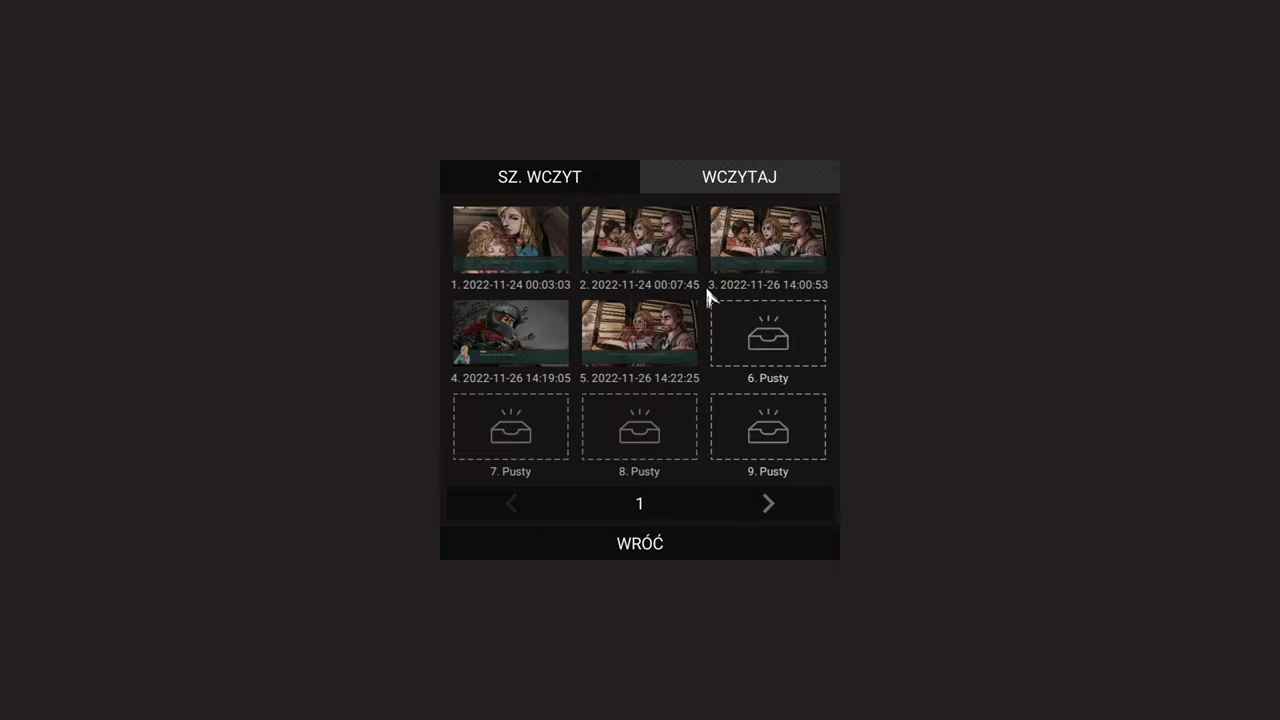 SZ. WCZYT
WCZYTAJ
1. 2022-11-24 00:03:03
2. 2022-11-24 00:07:45
3. 2022-11-26 14:00:53
4. 2022-11-26 14:19:05
5. 2022-11-26 14:22:25
6. Pusty
7. Pusty
8. Pusty
9. Pusty
1
WRÓĆ